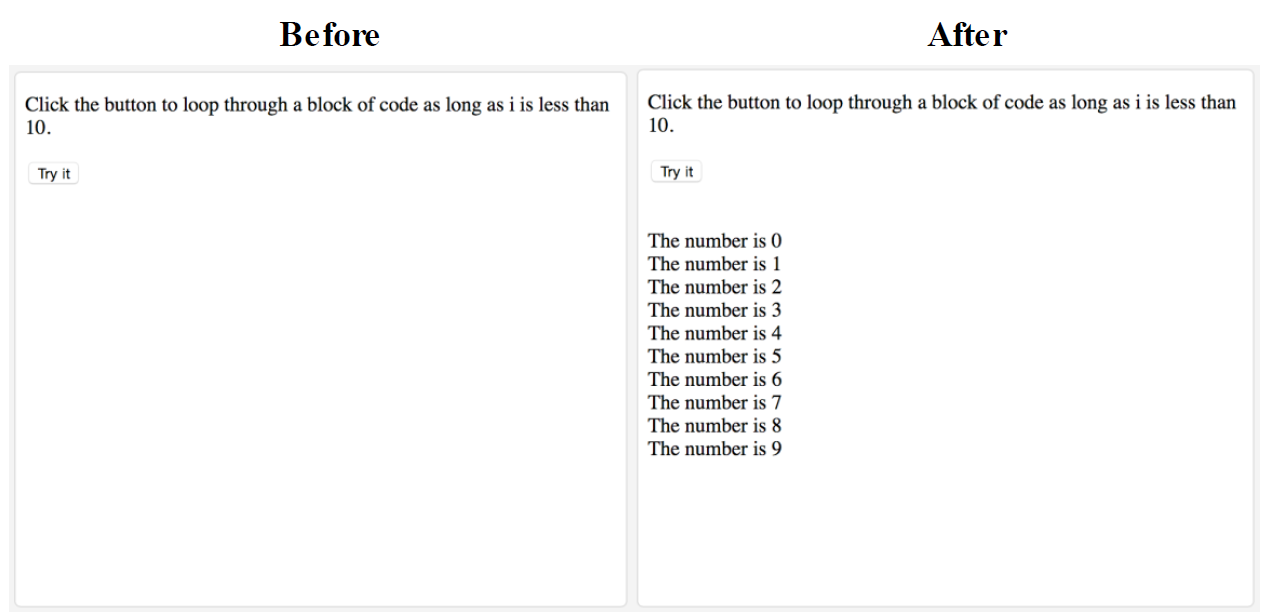 Before
Click the button to loop through a block of code as long as i is less than
10.
Try it
After
Click the button to loop through a block of code as long as i is less than
10.
Try it
The number is 0
The number is 1
The number is 2
The number is 3
The number is 4
The number is 5
The number is 6
The number is 7
The number is 8
The number is 9